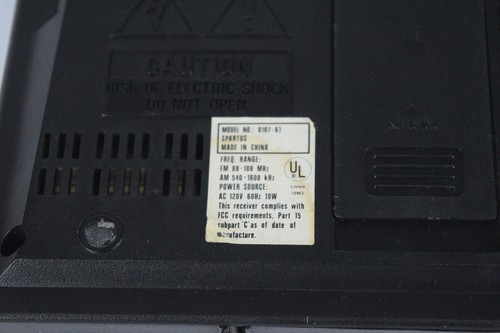 CAUTION
RISK OF ELECTRIC SHOCK
DO NOT OPEN
MODEL NO.: 0107-61
SPARTUS
MADE IN CHINA
FREQ. RANGE:
FM 88-108 MHz
AM 540-1600 kHz
POWER SOURCE:
AC 120V 60Hz 10W
This receiver complies with
FCC requirements, Part 15
subpart 'C' as of date of
manufacture.
UL